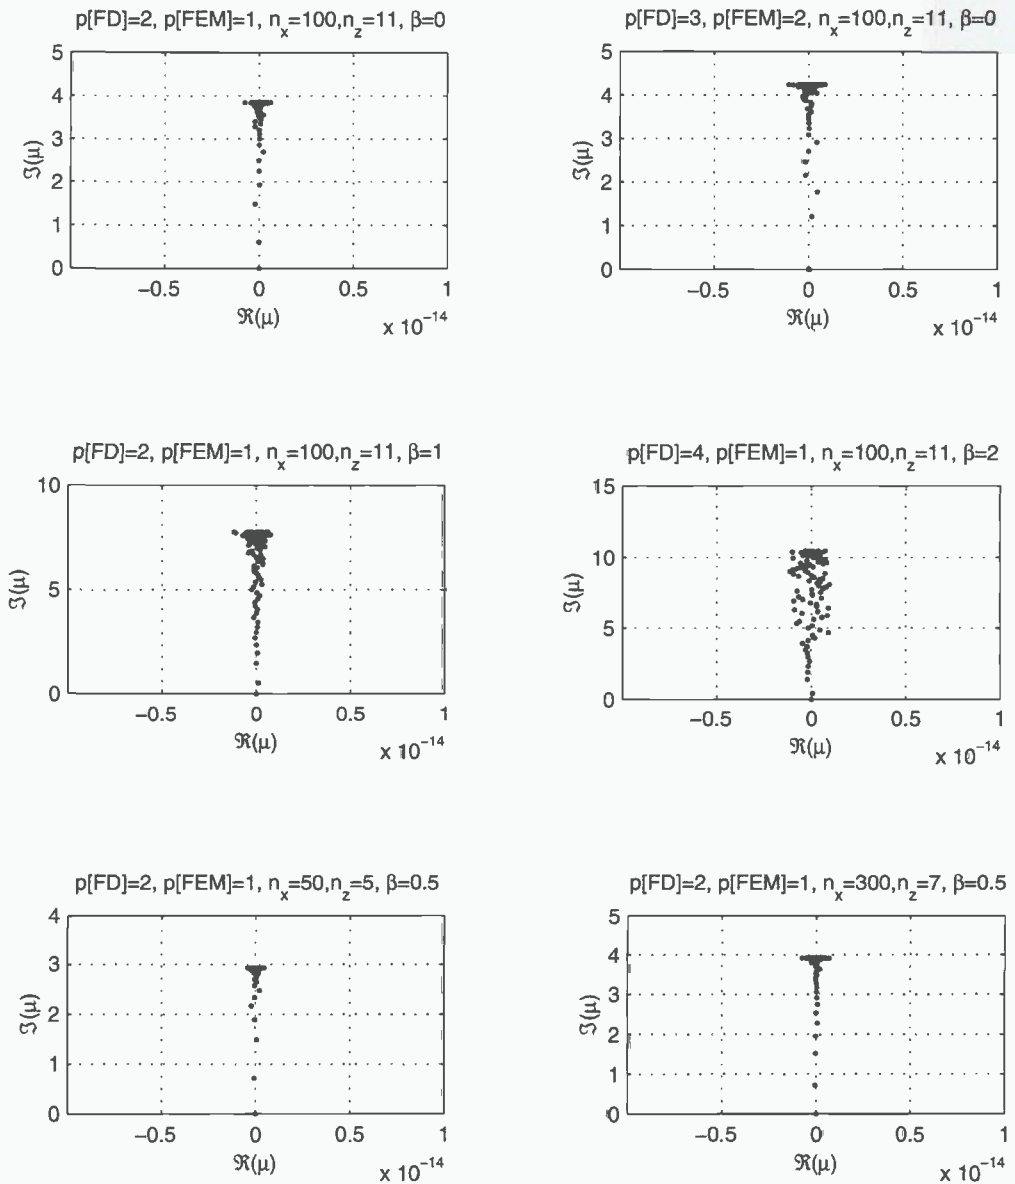 p[FD]=2, p[FEM]=1, n_x=100,n_z=11, β=0
5
4
3
2
1
0
ℑ(μ)
−0.5
0
0.5
1
ℜ(μ)
x 10^−14
p[FD]=3, p[FEM]=2, n_x=100,n_z=11, β=0
5
4
3
2
1
0
ℑ(μ)
−0.5
0
0.5
1
ℜ(μ)
x 10^−14
p[FD]=2, p[FEM]=1, n_x=100,n_z=11, β=1
10
5
0
ℑ(μ)
−0.5
0
0.5
1
ℜ(μ)
x 10^−14
p[FD]=4, p[FEM]=1, n_x=100,n_z=11, β=2
15
10
5
0
ℑ(μ)
−0.5
0
0.5
1
ℜ(μ)
x 10^−14
p[FD]=2, p[FEM]=1, n_x=50,n_z=5, β=0.5
4
3
2
1
0
ℑ(μ)
−0.5
0
0.5
1
ℜ(μ)
x 10^−14
p[FD]=2, p[FEM]=1, n_x=300,n_z=7, β=0.5
5
4
3
2
1
0
ℑ(μ)
−0.5
0
0.5
1
ℜ(μ)
x 10^−14